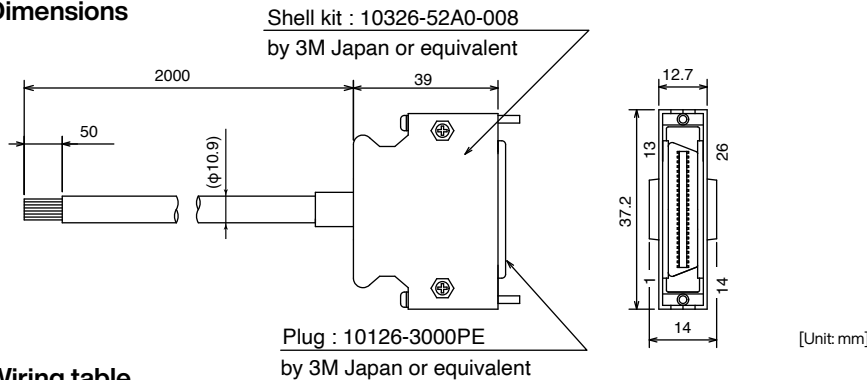 Dimensions
Shell kit : 10326-52A0-008
by 3M Japan or equivalent
2000
39
12.7
50
(φ10.9)
13
26
37.2
1
14
14
Plug : 10126-3000PE
by 3M Japan or equivalent
[Unit: mm]
Wiring table